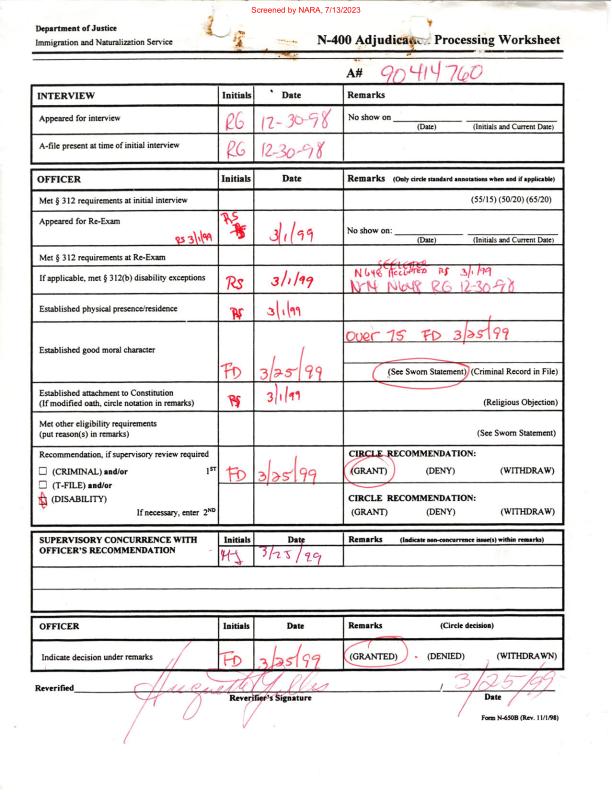 Screened by NARA, 7/13/2023
Department of Justice
Immigration and Naturalization Service
N-400 Adjudica Processing Worksheet
A# 90414760
INTERVIEW Initials Date Remarks
Appeared for interview RG 12-30-98 No show on
(Date) (Initials and Current Date)
A-file present at time of initial interview RG 12-30-98
OFFICER Initials Date Remarks (Only circle standard annotations when and if applicable)
Met § 312 requirements at initial interview (55/15) (50/20) (65/20)
Appeared for Re-Exam RS 3/1/99 RS 3/1/99 No show on:
(Date) (Initials and Current Date)
Met § 312 requirements at Re-Exam
If applicable, met § 312(b) disability exceptions RS 3/1/99 N648 Accepted RS 3/1/99
N648 RG 12-30-98
Established physical presence/residence RS 3/1/99
Over 75 FD 3/25/99
Established good moral character FD 3/25/99 (See Sworn Statement) (Criminal Record in File)
Established attachment to Constitution RS 3/1/99
(If modified oath, circle notation in remarks) (Religious Objection)
Met other eligibility requirements
(put reason(s) in remarks) (See Sworn Statement)
Recommendation, if supervisory review required CIRCLE RECOMMENDATION:
☐ (CRIMINAL) and/or 1ST FD 3/25/99 (GRANT) (DENY) (WITHDRAW)
☐ (T-FILE) and/or
(DISABILITY) CIRCLE RECOMMENDATION:
If necessary, enter 2ND (GRANT) (DENY) (WITHDRAW)
SUPERVISORY CONCURRENCE WITH Initials Date Remarks (Indicate non-concurrence issue(s) within remarks)
OFFICER'S RECOMMENDATION 3/25/99
OFFICER Initials Date Remarks (Circle decision)
Indicate decision under remarks FD 3/25/99 (GRANTED) (DENIED) (WITHDRAWN)
Reverified / 3/25/99
Reverifier's Signature Date
Form N-650B (Rev. 11/1/98)